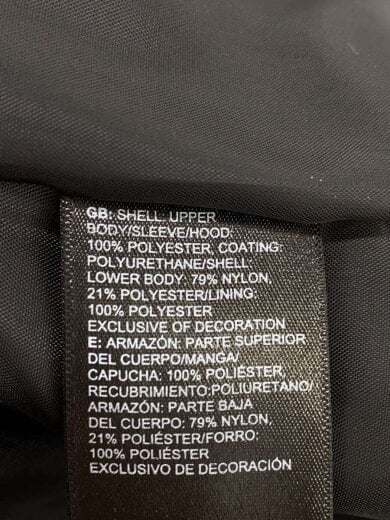 GB: SHELL: UPPER
BODY/SLEEVE/HOOD:
100% POLYESTER, COATING:
POLYURETHANE/SHELL:
LOWER BODY: 79% NYLON,
21% POLYESTER/LINING:
100% POLYESTER
EXCLUSIVE OF DECORATION
E: ARMAZÓN: PARTE SUPERIOR
DEL CUERPO/MANGA/
CAPUCHA: 100% POLIÉSTER,
RECUBRIMIENTO:POLIURETANO/
ARMAZÓN: PARTE BAJA
DEL CUERPO: 79% NYLON,
21% POLIÉSTER/FORRO:
100% POLIÉSTER
EXCLUSIVO DE DECORACIÓN